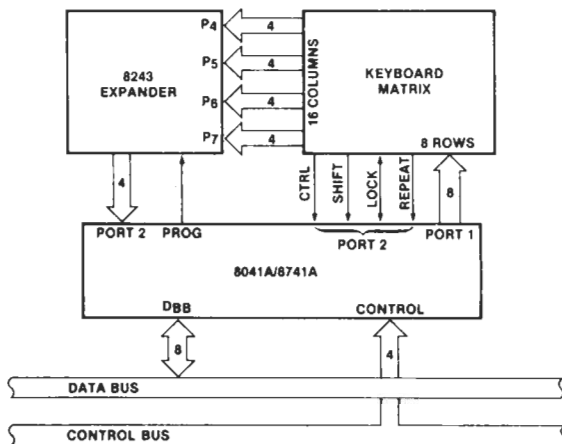 P4
4
P5
4
P6
4
P7
4
8243
EXPANDER
16 COLUMNS
KEYBOARD
MATRIX
8 ROWS
4
CTRL
SHIFT
LOCK
REPEAT
8
PORT 2
PROG
PORT 2
PORT 1
8041A/8741A
DBB
CONTROL
8
4
DATA BUS
CONTROL BUS